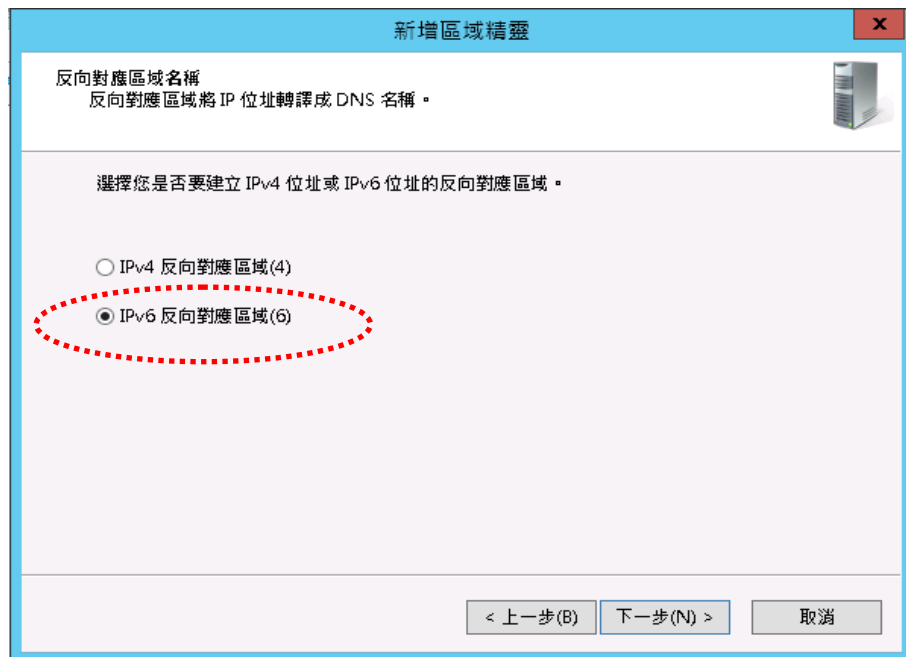 新增區域精靈
x
反向對應區域名稱
反向對應區域將 IP 位址轉譯成 DNS 名稱。
選擇您是否要建立 IPv4 位址或 IPv6 位址的反向對應區域。
IPv4 反向對應區域(4)
IPv6 反向對應區域(6)
< 上一步(B) 下一步(N) > 取消